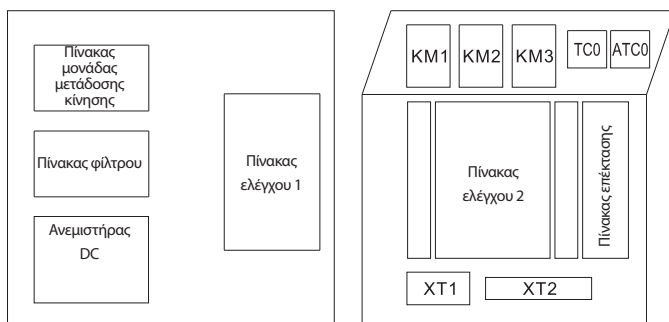 Πίνακας
μονάδας
μετάδοσης
κίνησης
Πίνακας φίλτρου
Ανεμιστήρας
DC
Πίνακας
ελέγχου 1
KM1 KM2 KM3 TC0 ATC0
Πίνακας
ελέγχου 2
Πίνακας επέκτασης
XT1 XT2